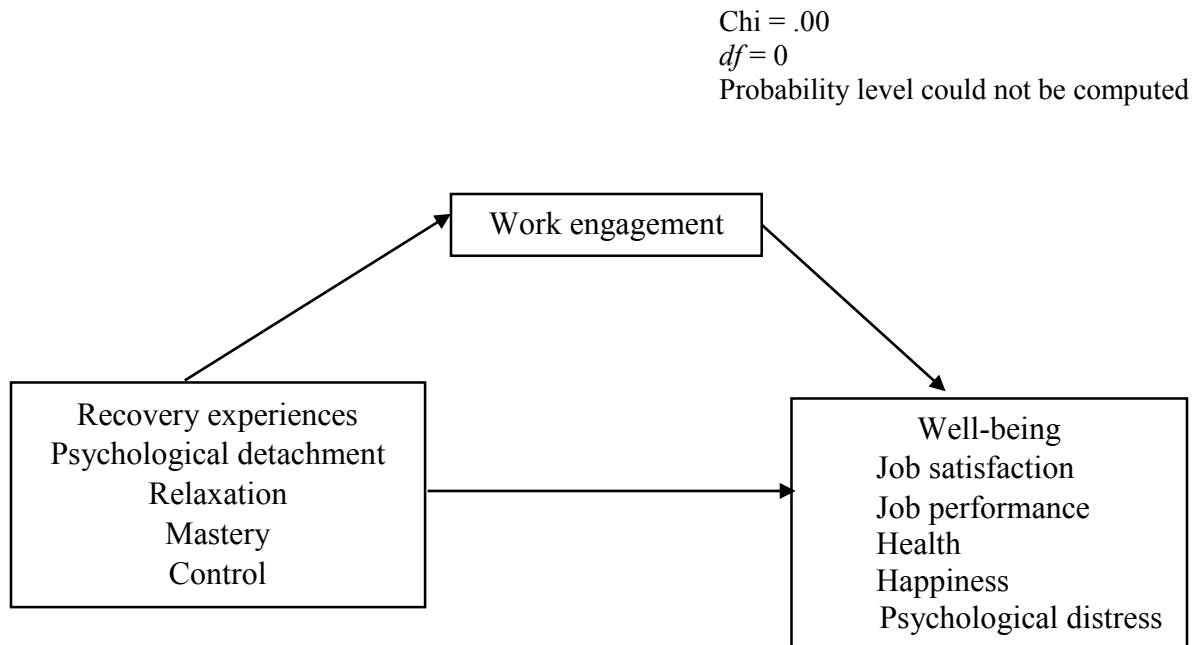 Chi = .00
df = 0
Probability level could not be computed
Work engagement
Recovery experiences
Psychological detachment
Relaxation
Mastery
Control
Well-being
Job satisfaction
Job performance
Health
Happiness
Psychological distress